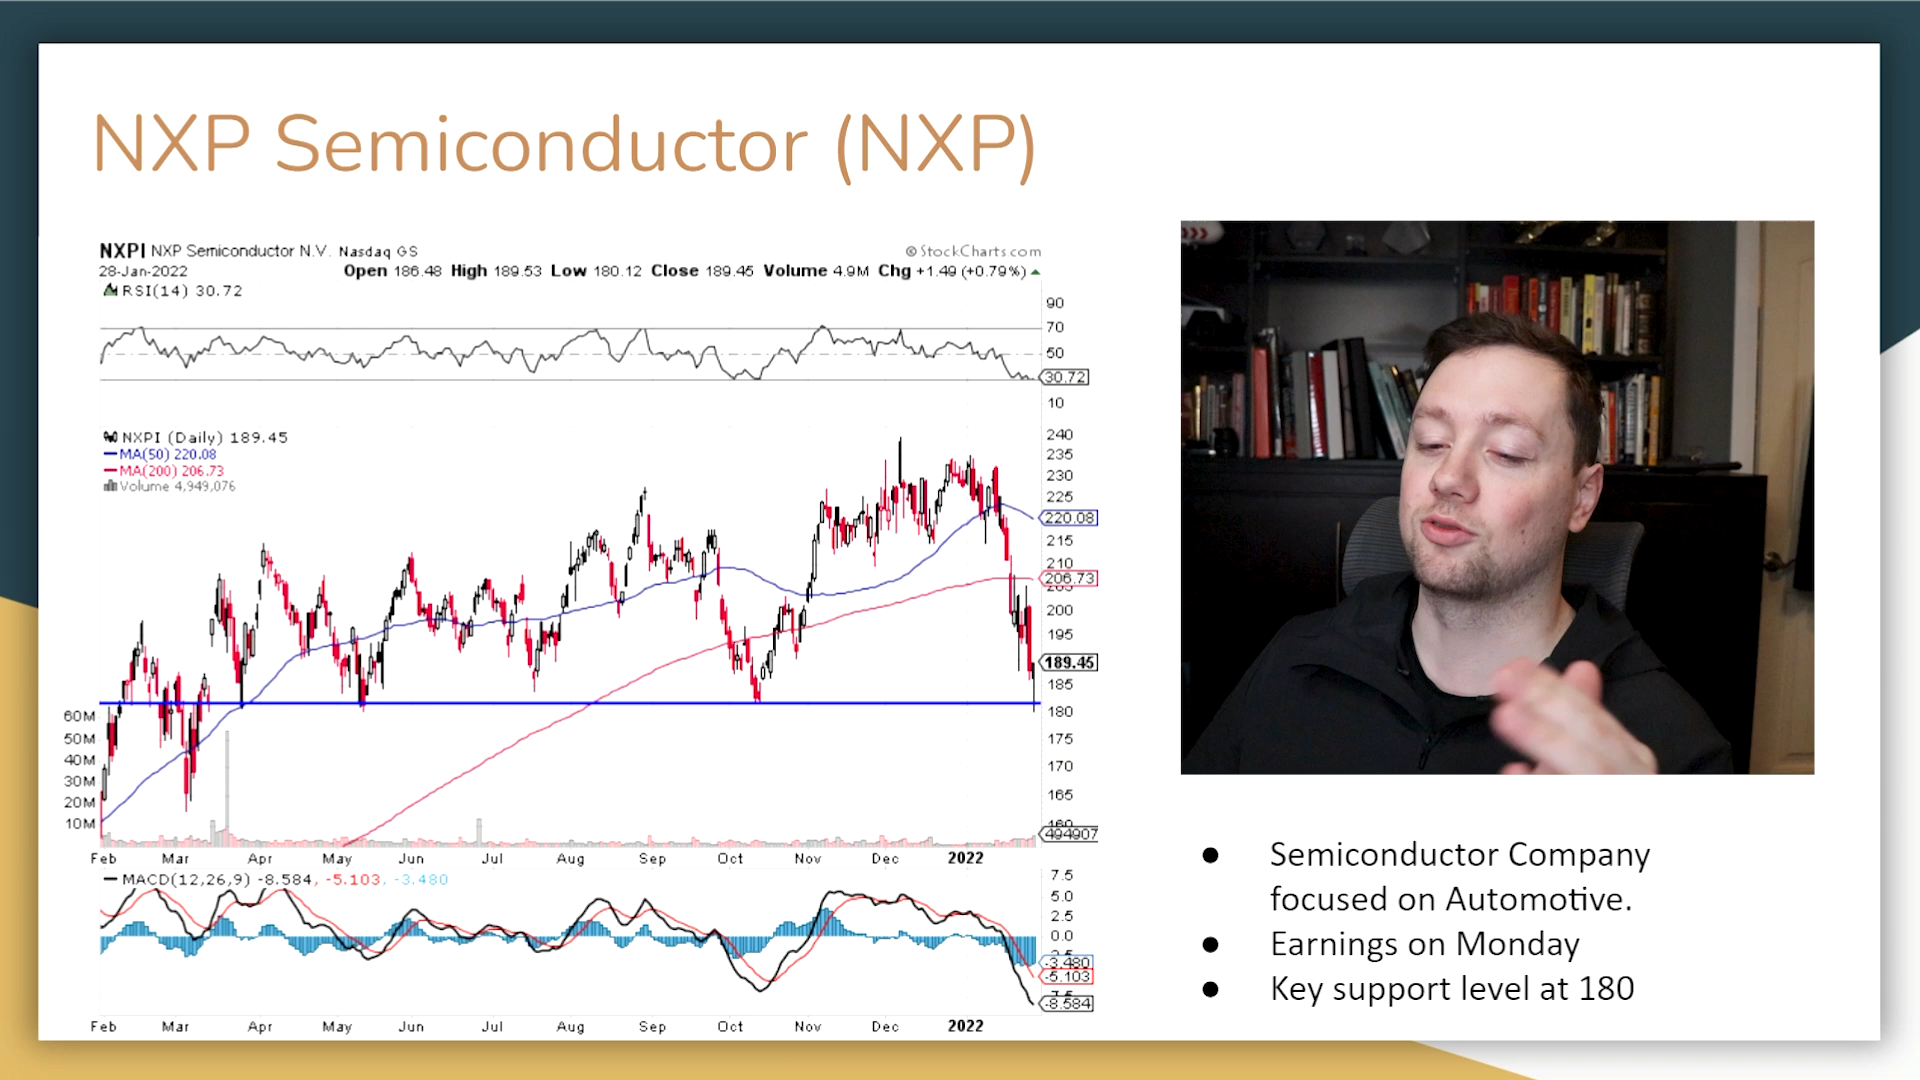 NXP Semiconductor (NXP)
NXPI NXP Semiconductor N.V. Nasdaq GS
© StockCharts.com
28-Jan-2022
Open 186.48 High 189.53 Low 180.12 Close 189.45 Volume 4.9M Chg +1.49 (+0.79%)
RSI(14) 30.72
90
70
50
30.72
10
NXPI (Daily) 189.45
MA(50) 220.08
MA(200) 206.73
Volume 4,949,076
240
235
230
225
220.08
215
210
206.73
200
195
189.45
185
180
175
170
165
160
494907
60M
50M
40M
30M
20M
10M
Feb Mar Apr May Jun Jul Aug Sep Oct Nov Dec 2022
MACD(12,26,9) -8.584, -5.103, -3.480
7.5
5.0
2.5
0.0
-3.480
-5.103
-8.584
Feb Mar Apr May Jun Jul Aug Sep Oct Nov Dec 2022
● Semiconductor Company
focused on Automotive.
● Earnings on Monday
● Key support level at 180